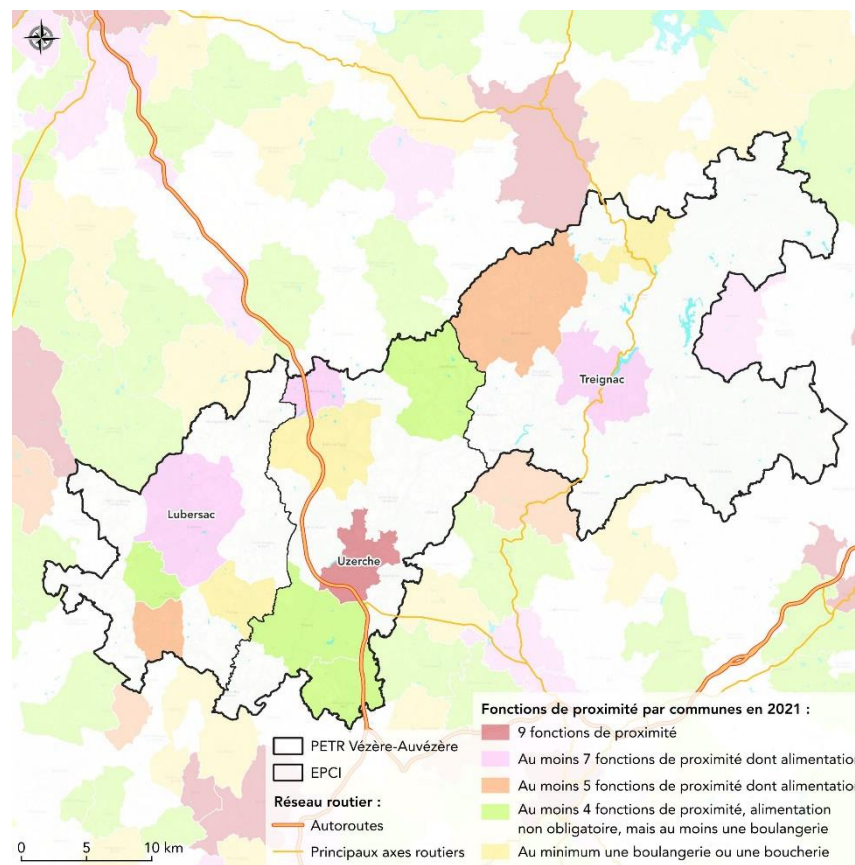 Treignac
Lubersac
Uzerche
Fonctions de proximité par communes en 2021 :
9 fonctions de proximité
Au moins 7 fonctions de proximité dont alimentation
Au moins 5 fonctions de proximité dont alimentation
Au moins 4 fonctions de proximité, alimentation
non obligatoire, mais au moins une boulangerie
Au minimum une boulangerie ou une boucherie
PETR Vézère-Auvézère
EPCI
Réseau routier :
Autoroutes
Principaux axes routiers
0 5 10 km